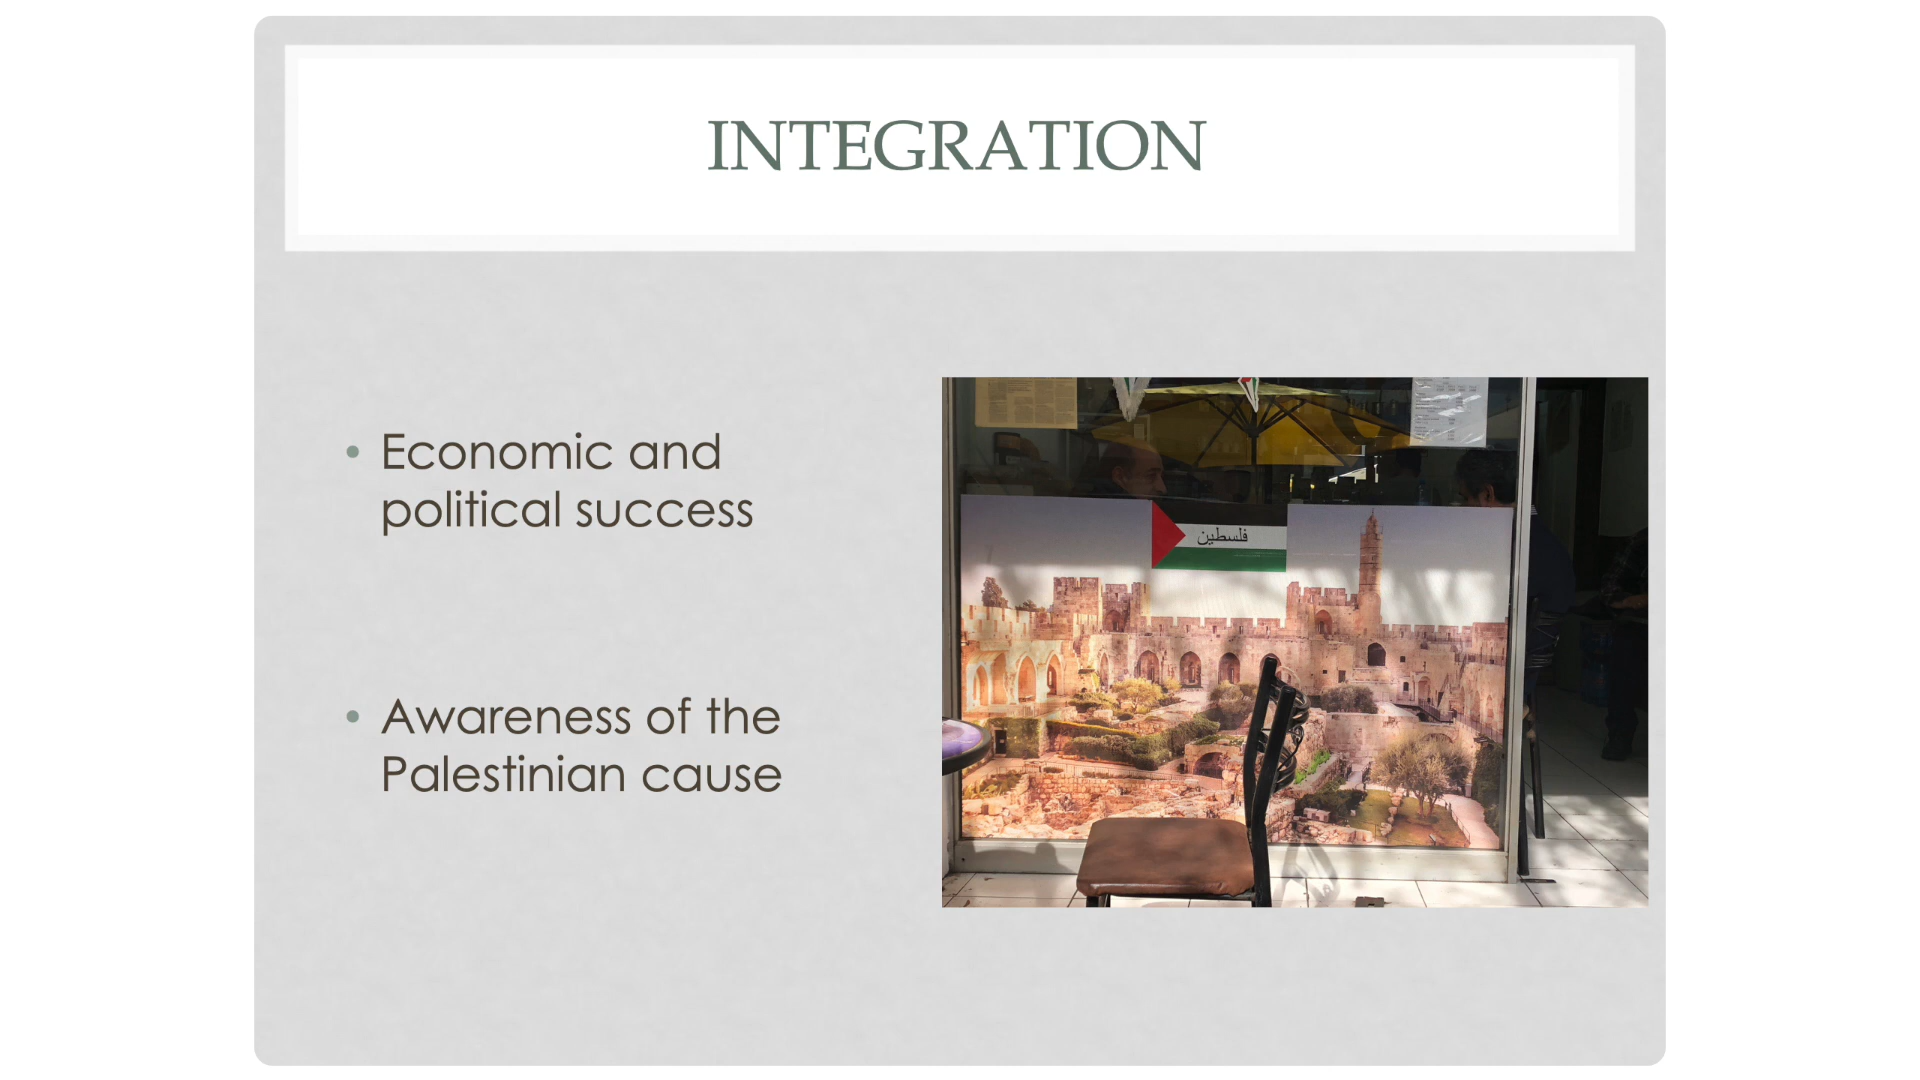 INTEGRATION
• Economic and
political success
• Awareness of the
Palestinian cause
فلسطين